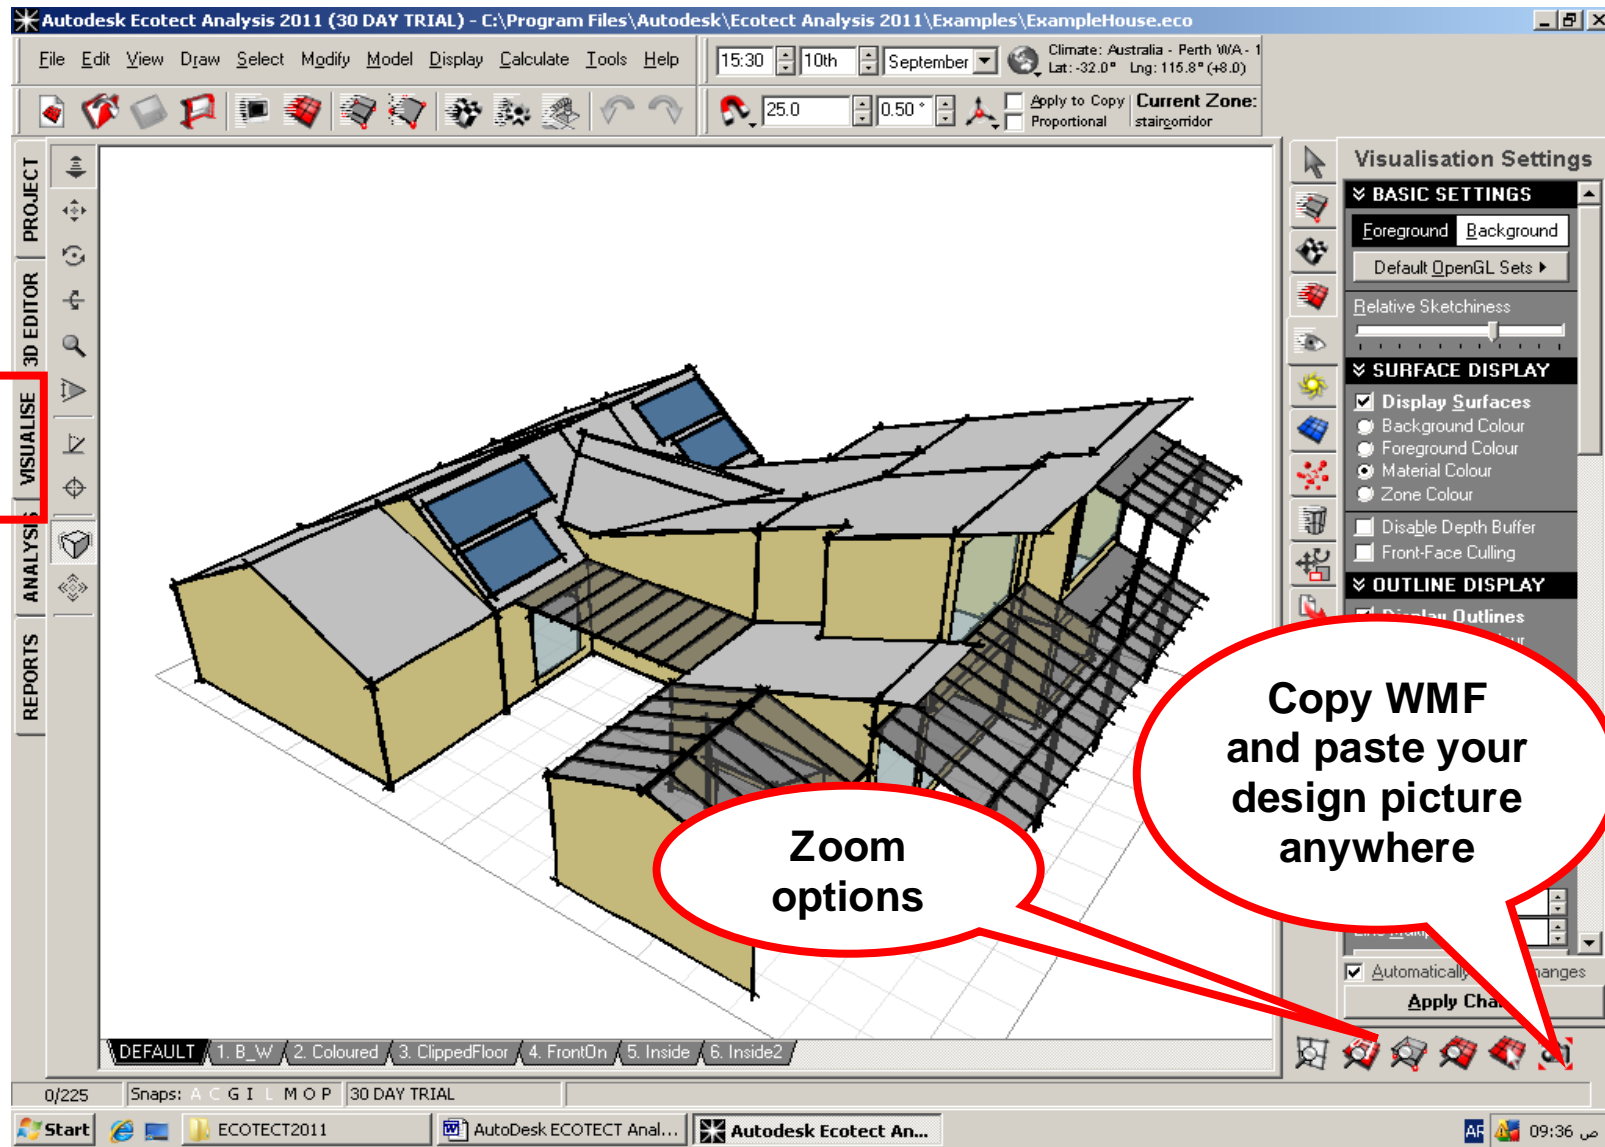 Autodesk Ecotect Analysis 2011 (30 DAY TRIAL) - C:\Program Files\Autodesk\Ecotect Analysis 2011\Examples\ExampleHouse.eco
File Edit View Draw Select Modify Model Display Calculate Tools Help
15:30 10th September
Climate: Australia - Perth WA - 1
Lat: -32.0° Lng: 115.8° (+8.0)
25.0 0.50 °
Apply to Copy
Proportional
Current Zone:
staircorridor
PROJECT
3D EDITOR
VISUALISE
ANALYSIS
REPORTS
Visualisation Settings
BASIC SETTINGS
Foreground Background
Default OpenGL Sets
Relative Sketchiness
SURFACE DISPLAY
Display Surfaces
Background Colour
Foreground Colour
Material Colour
Zone Colour
Disable Depth Buffer
Front-Face Culling
OUTLINE DISPLAY
Display Outlines
Copy WMF
and paste your
design picture
anywhere
Zoom
options
Automatically
hanges
Apply Cha
DEFAULT 1. B_W 2. Coloured 3. ClippedFloor 4. FrontOn 5. Inside 6. Inside2
0/225 Snaps: A C G I L M O P 30 DAY TRIAL
Start ECOTECT2011 AutoDesk ECOTECT Anal... Autodesk Ecotect An... AR 09:36 ص